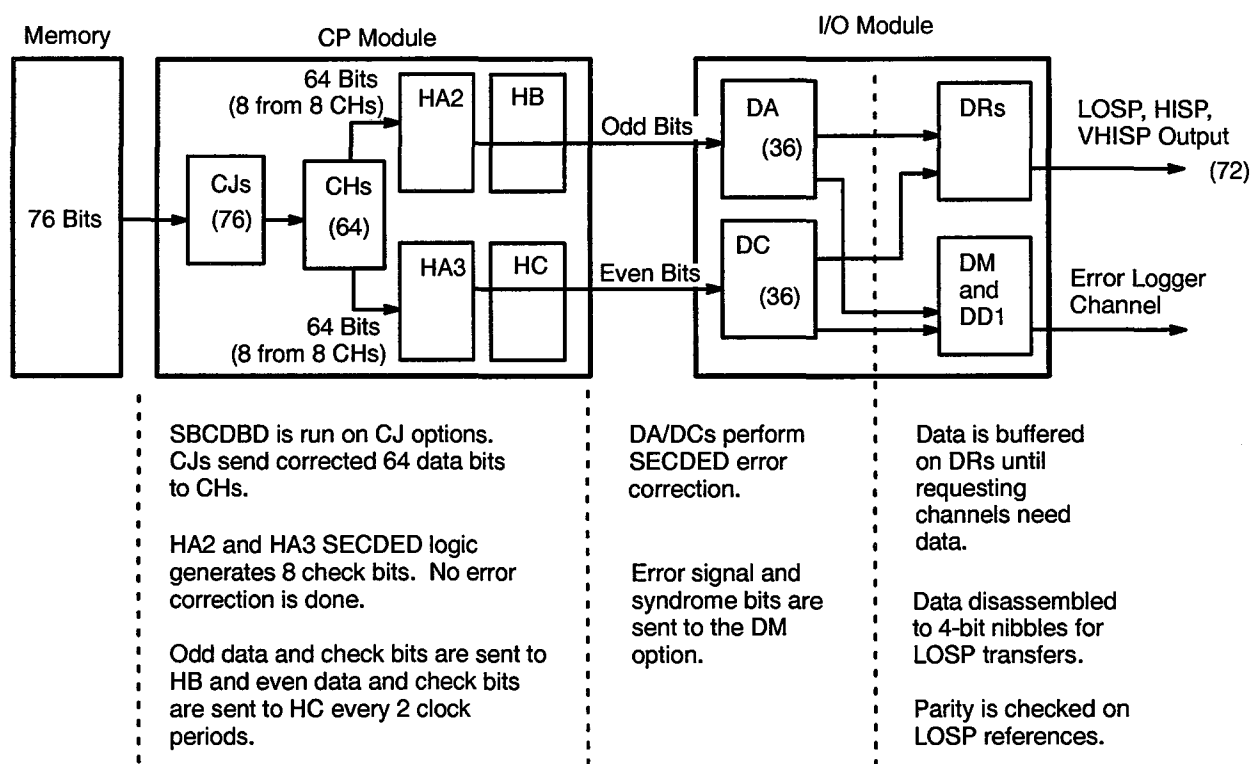 Memory
CP Module
I/O Module
76 Bits
CJs
(76)
CHs
(64)
64 Bits
(8 from 8 CHs)
HA2
HB
64 Bits
(8 from 8 CHs)
HA3
HC
Odd Bits
Even Bits
DA
(36)
DC
(36)
DRs
DM
and
DD1
LOSP, HISP,
VHISP Output
(72)
Error Logger
Channel
SBCDBD is run on CJ options.
CJs send corrected 64 data bits
to CHs.
HA2 and HA3 SECDED logic
generates 8 check bits. No error
correction is done.
Odd data and check bits are sent to
HB and even data and check bits
are sent to HC every 2 clock
periods.
DA/DCs perform
SECDED error
correction.
Error signal and
syndrome bits are
sent to the DM
option.
Data is buffered
on DRs until
requesting
channels need
data.
Data disassembled
to 4-bit nibbles for
LOSP transfers.
Parity is checked on
LOSP references.